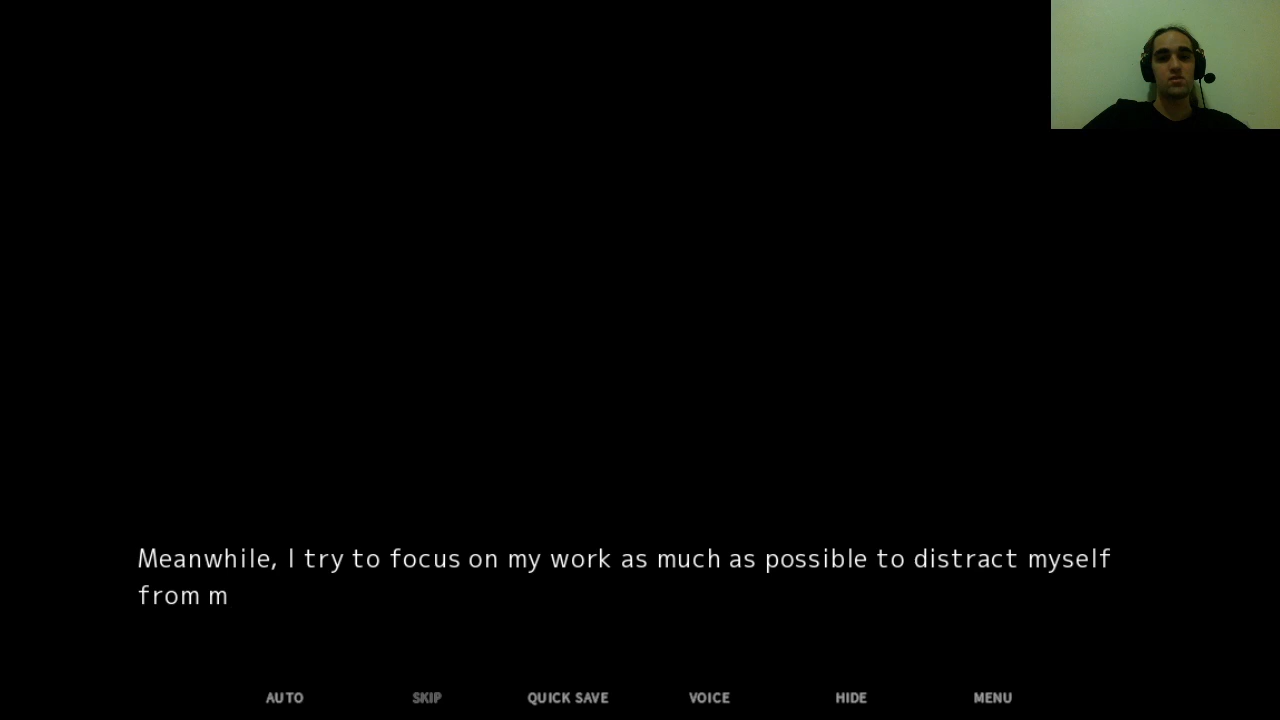 Meanwhile, I try to focus on my work as much as possible to distract myself
from m
AUTO SKIP QUICK SAVE VOICE HIDE MENU